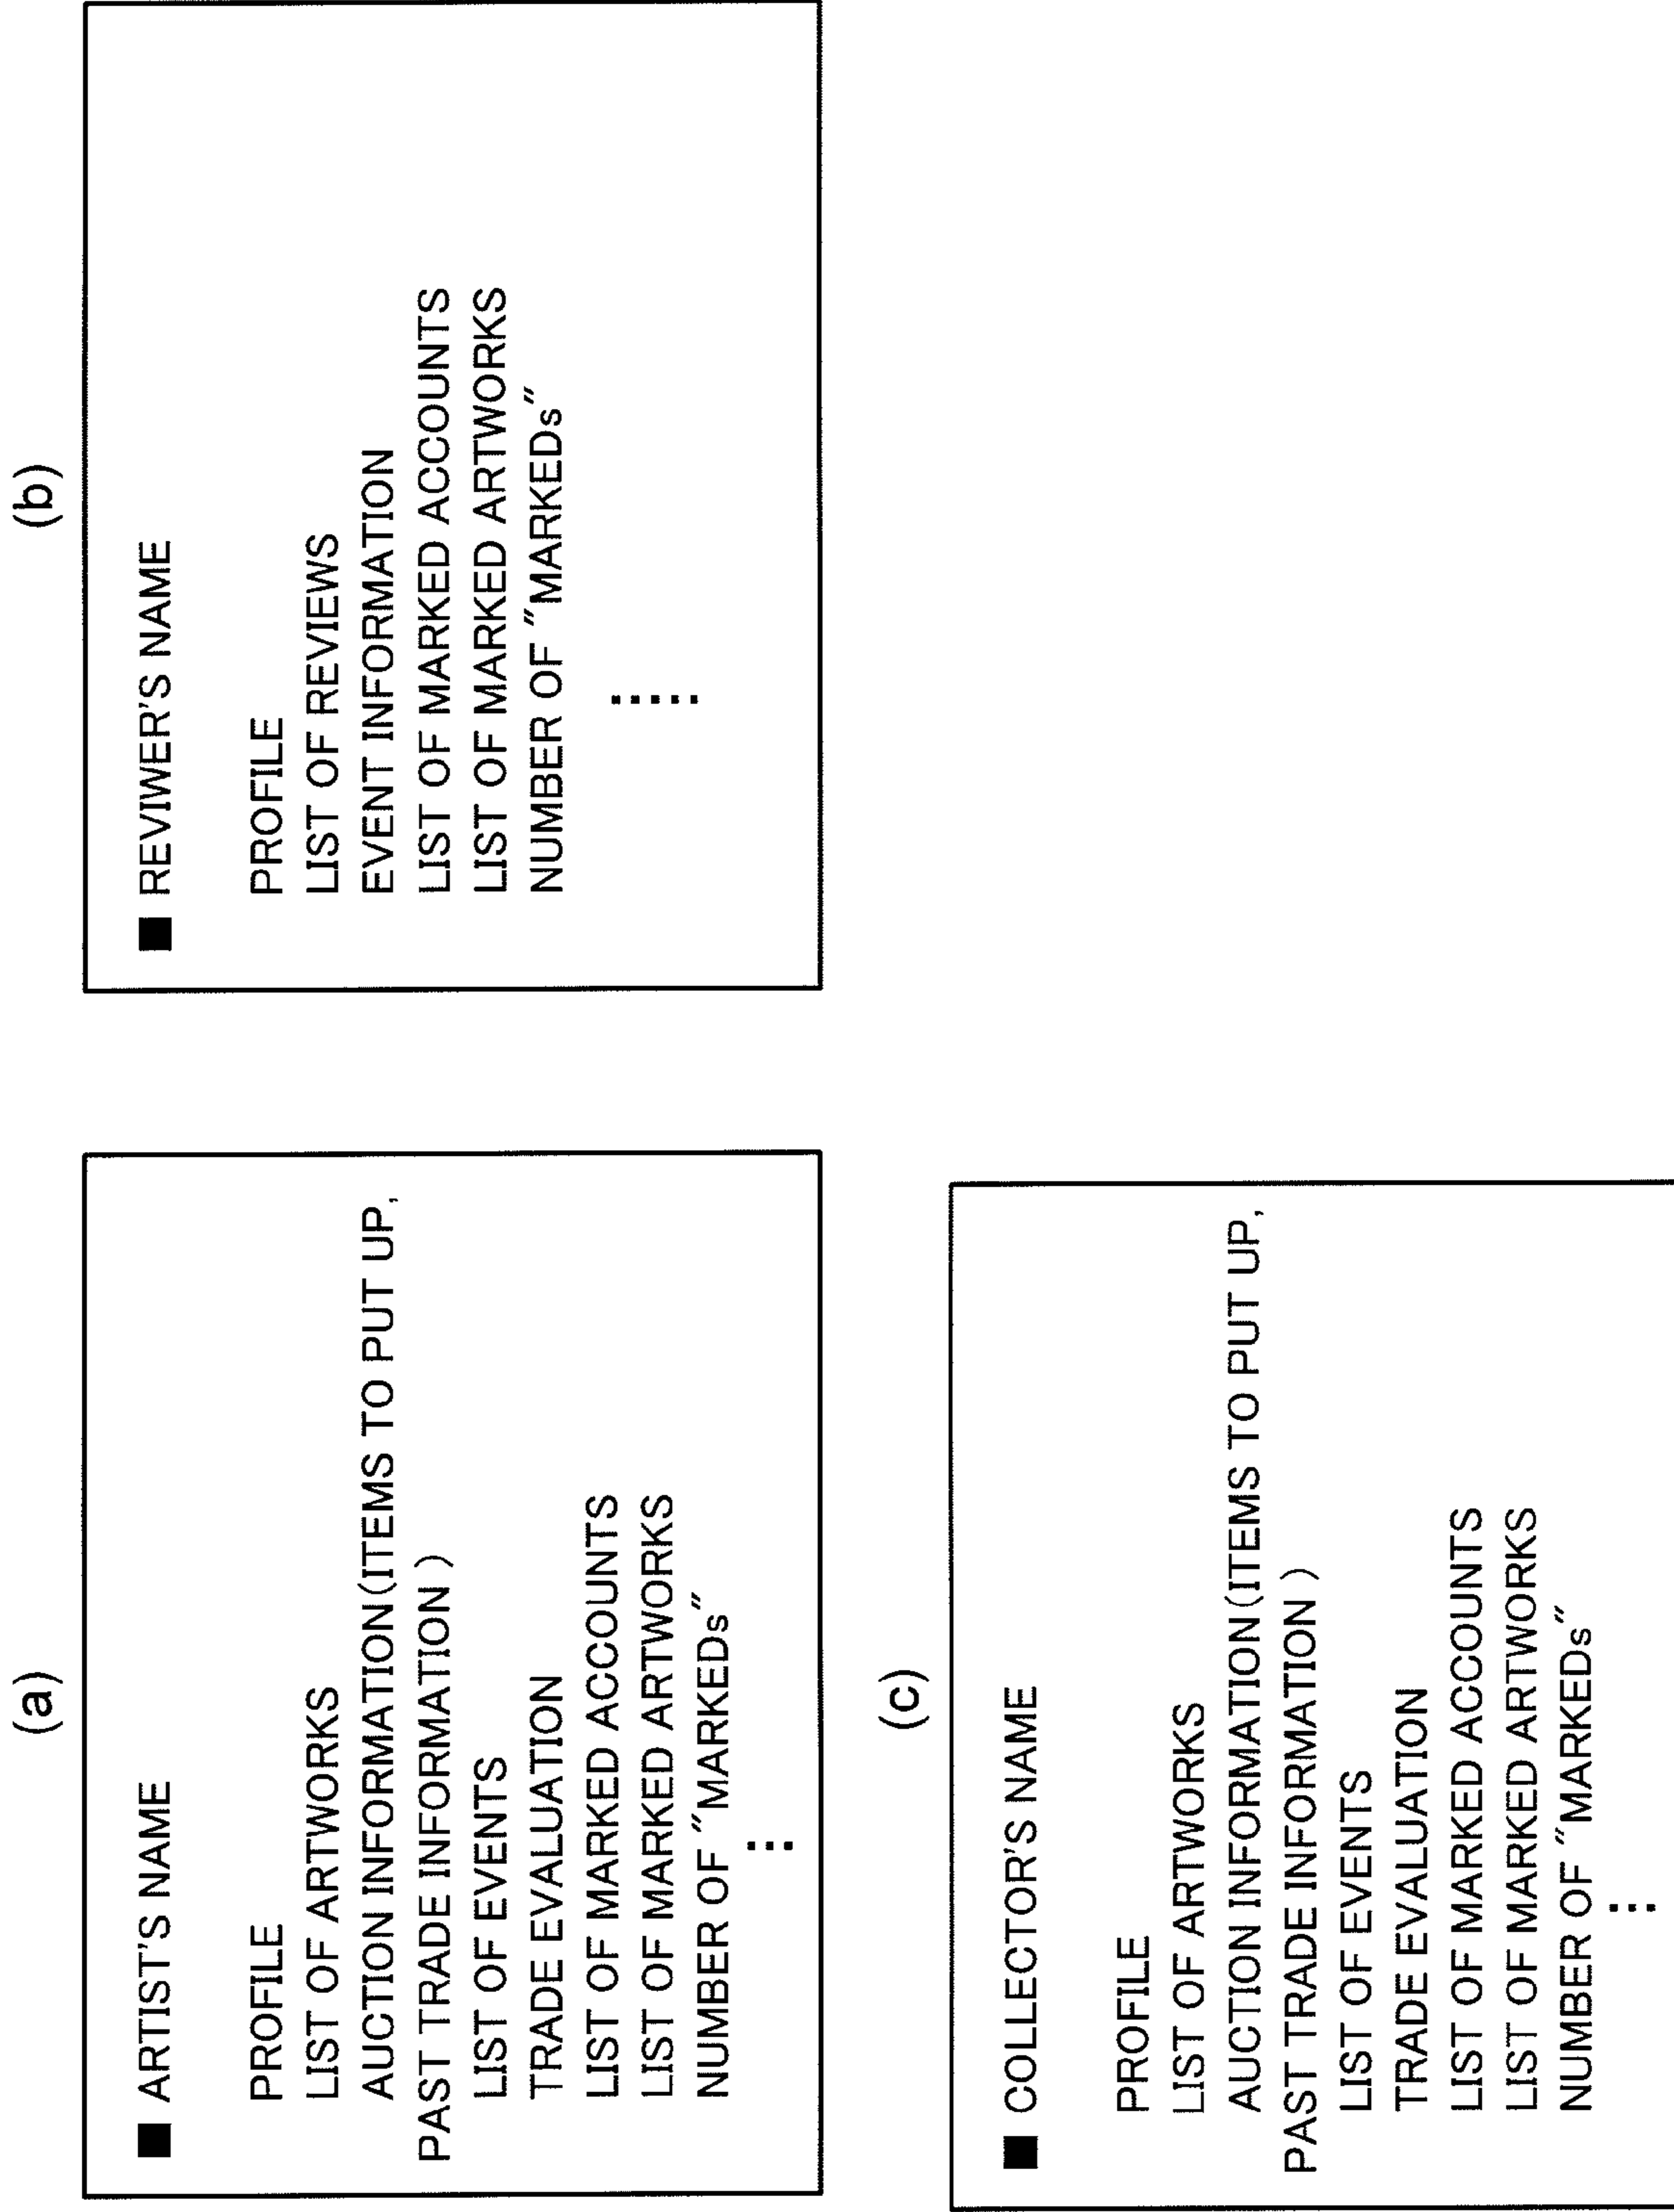 (a)
■ ARTIST'S NAME
PROFILE
LIST OF ARTWORKS
AUCTION INFORMATION(ITEMS TO PUT UP,
PAST TRADE INFORMATION )
LIST OF EVENTS
TRADE EVALUATION
LIST OF MARKED ACCOUNTS
LIST OF MARKED ARTWORKS
NUMBER OF "MARKEDs"
...
(b)
■ REVIWER'S NAME
PROFILE
LIST OF REVIEWS
EVENT INFORMATION
LIST OF MARKED ACCOUNTS
LIST OF MARKED ARTWORKS
NUMBER OF "MARKEDs"
.....
(c)
■ COLLECTOR'S NAME
PROFILE
LIST OF ARTWORKS
AUCTION INFORMATION(ITEMS TO PUT UP,
PAST TRADE INFORMATION )
LIST OF EVENTS
TRADE EVALUATION
LIST OF MARKED ACCOUNTS
LIST OF MARKED ARTWORKS
NUMBER OF "MARKEDs"
...